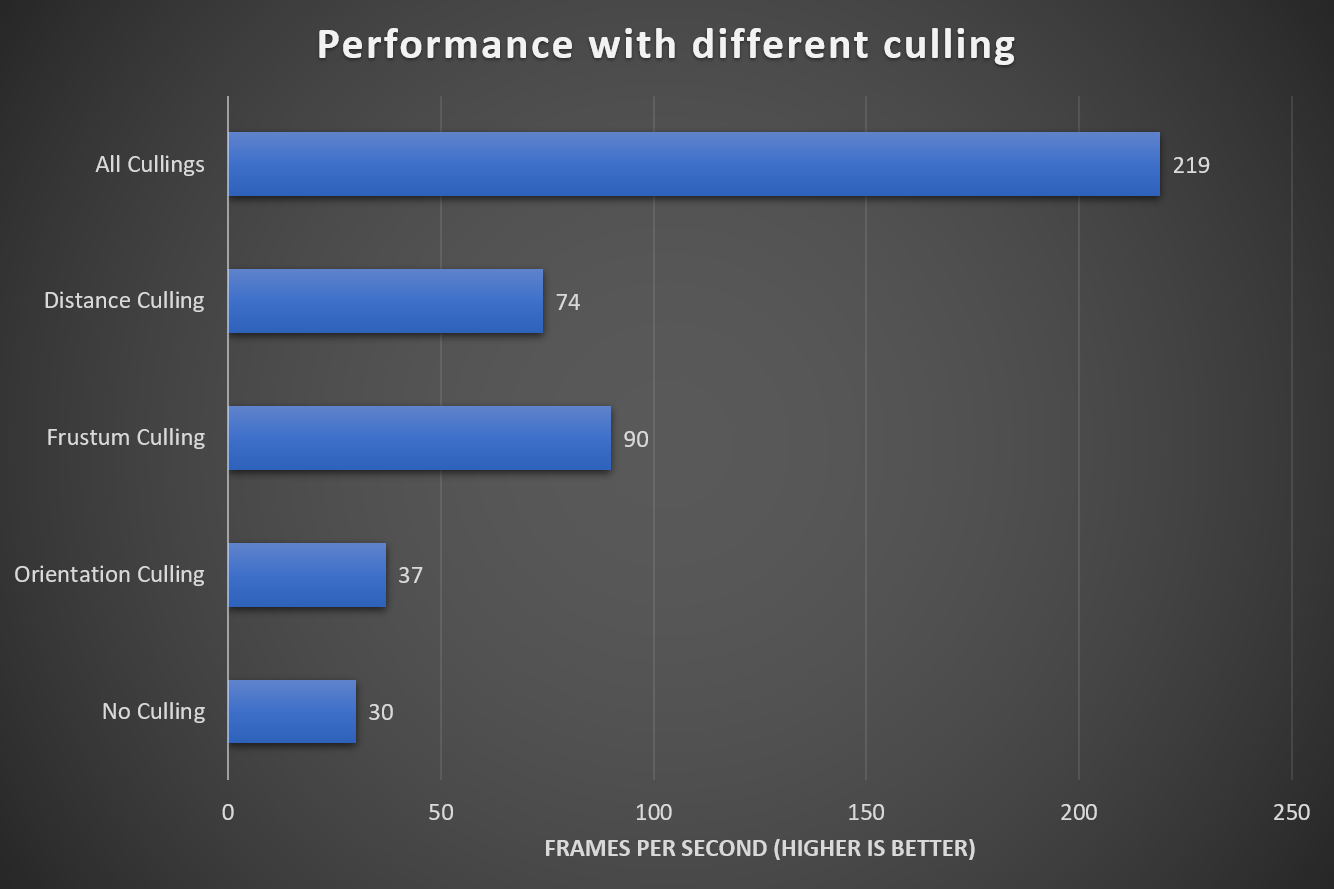 Performance with different culling
All Cullings
219
Distance Culling
74
Frustum Culling
90
Orientation Culling
37
No Culling
30
0 50 100 150 200 250
FRAMES PER SECOND (HIGHER IS BETTER)